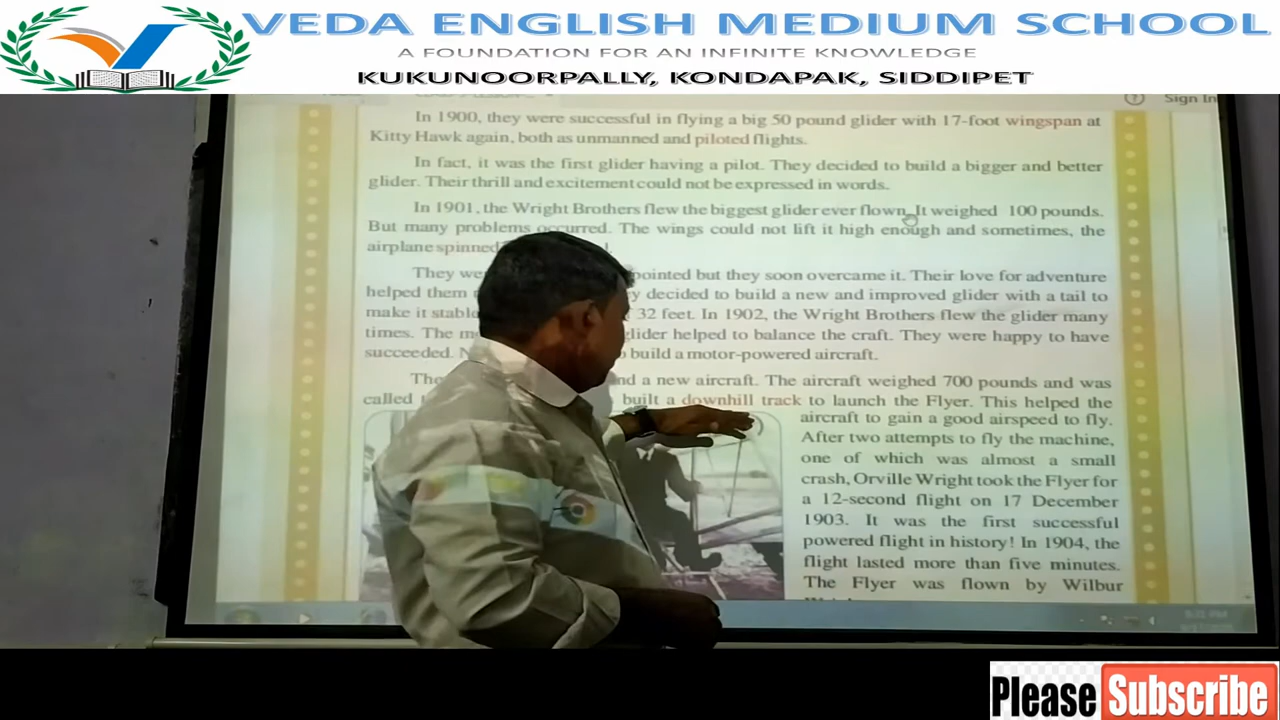 VEDA ENGLISH MEDIUM SCHOOL
A FOUNDATION FOR AN INFINITE KNOWLEDGE
KUKUNOORPALLY, KONDAPAK, SIDDIPET
Sign In
In 1900, they were successful in flying a big 50 pound glider with 17-foot wingspan at
Kitty Hawk again, both as unmanned and piloted flights.
In fact, it was the first glider having a pilot. They decided to build a bigger and better
glider. Their thrill and excitement could not be expressed in words.
In 1901, the Wright Brothers flew the biggest glider ever flown. It weighed 100 pounds.
But many problems occurred. The wings could not lift it high enough and sometimes, the
airplane spinned
They we pointed but they soon overcame it. Their love for adventure
helped them y decided to build a new and improved glider with a tail to
make it stable 32 feet. In 1902, the Wright Brothers flew the glider many
times. The m glider helped to balance the craft. They were happy to have
succeeded. N build a motor-powered aircraft.
The nd a new aircraft. The aircraft weighed 700 pounds and was
called built a downhill track to launch the Flyer. This helped the
aircraft to gain a good airspeed to fly.
After two attempts to fly the machine,
one of which was almost a small
crash, Orville Wright took the Flyer for
a 12-second flight on 17 December
1903. It was the first successful
powered flight in history! In 1904, the
flight lasted more than five minutes.
The Flyer was flown by Wilbur
Please Subscribe